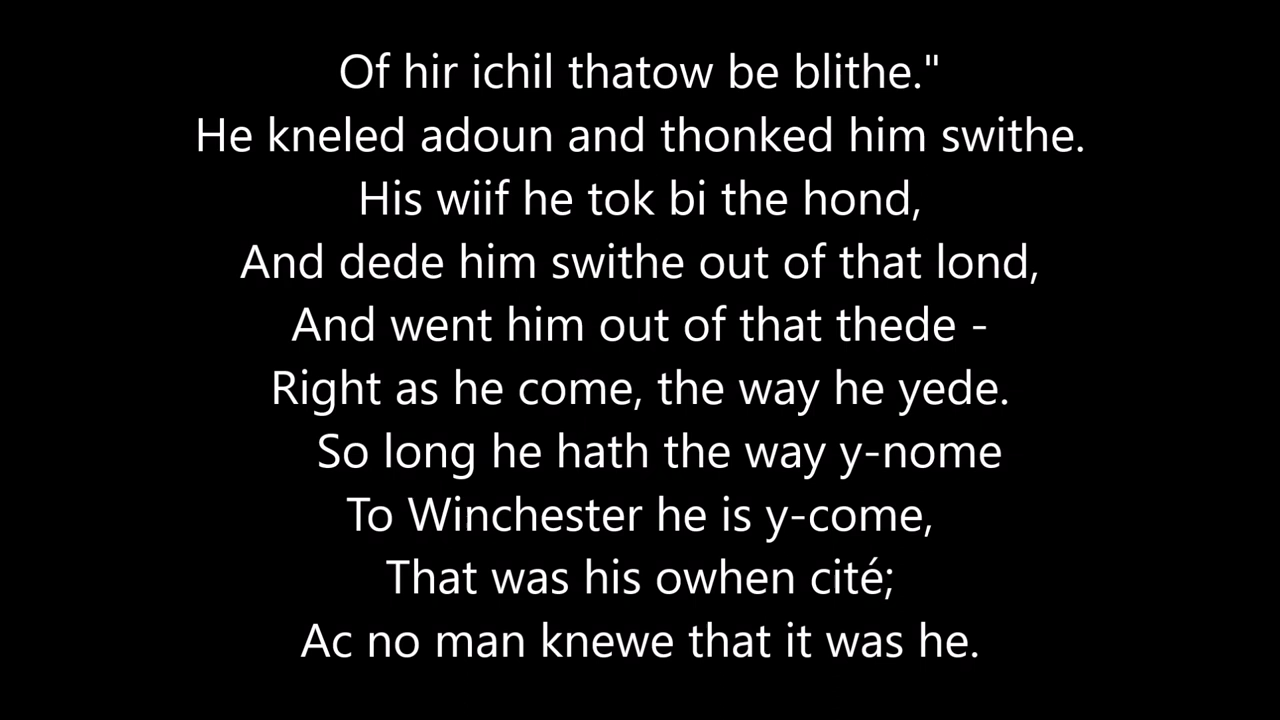 Of hir ichil thatow be blithe."
He kneled adoun and thonked him swithe.
His wiif he tok bi the hond,
And dede him swithe out of that lond,
And went him out of that thede -
Right as he come, the way he yede.
So long he hath the way y-nome
To Winchester he is y-come,
That was his owhen cité;
Ac no man knewe that it was he.